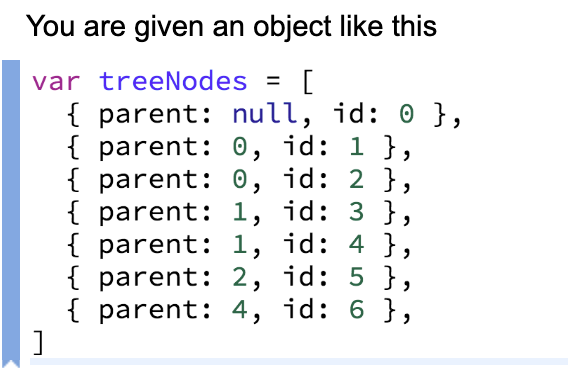 You are given an object like this
var treeNodes = [
{ parent: null, id: 0 },
{ parent: 0, id: 1 },
{ parent: 0, id: 2 },
{ parent: 1, id: 3 },
{ parent: 1, id: 4 },
{ parent: 2, id: 5 },
{ parent: 4, id: 6 },
]